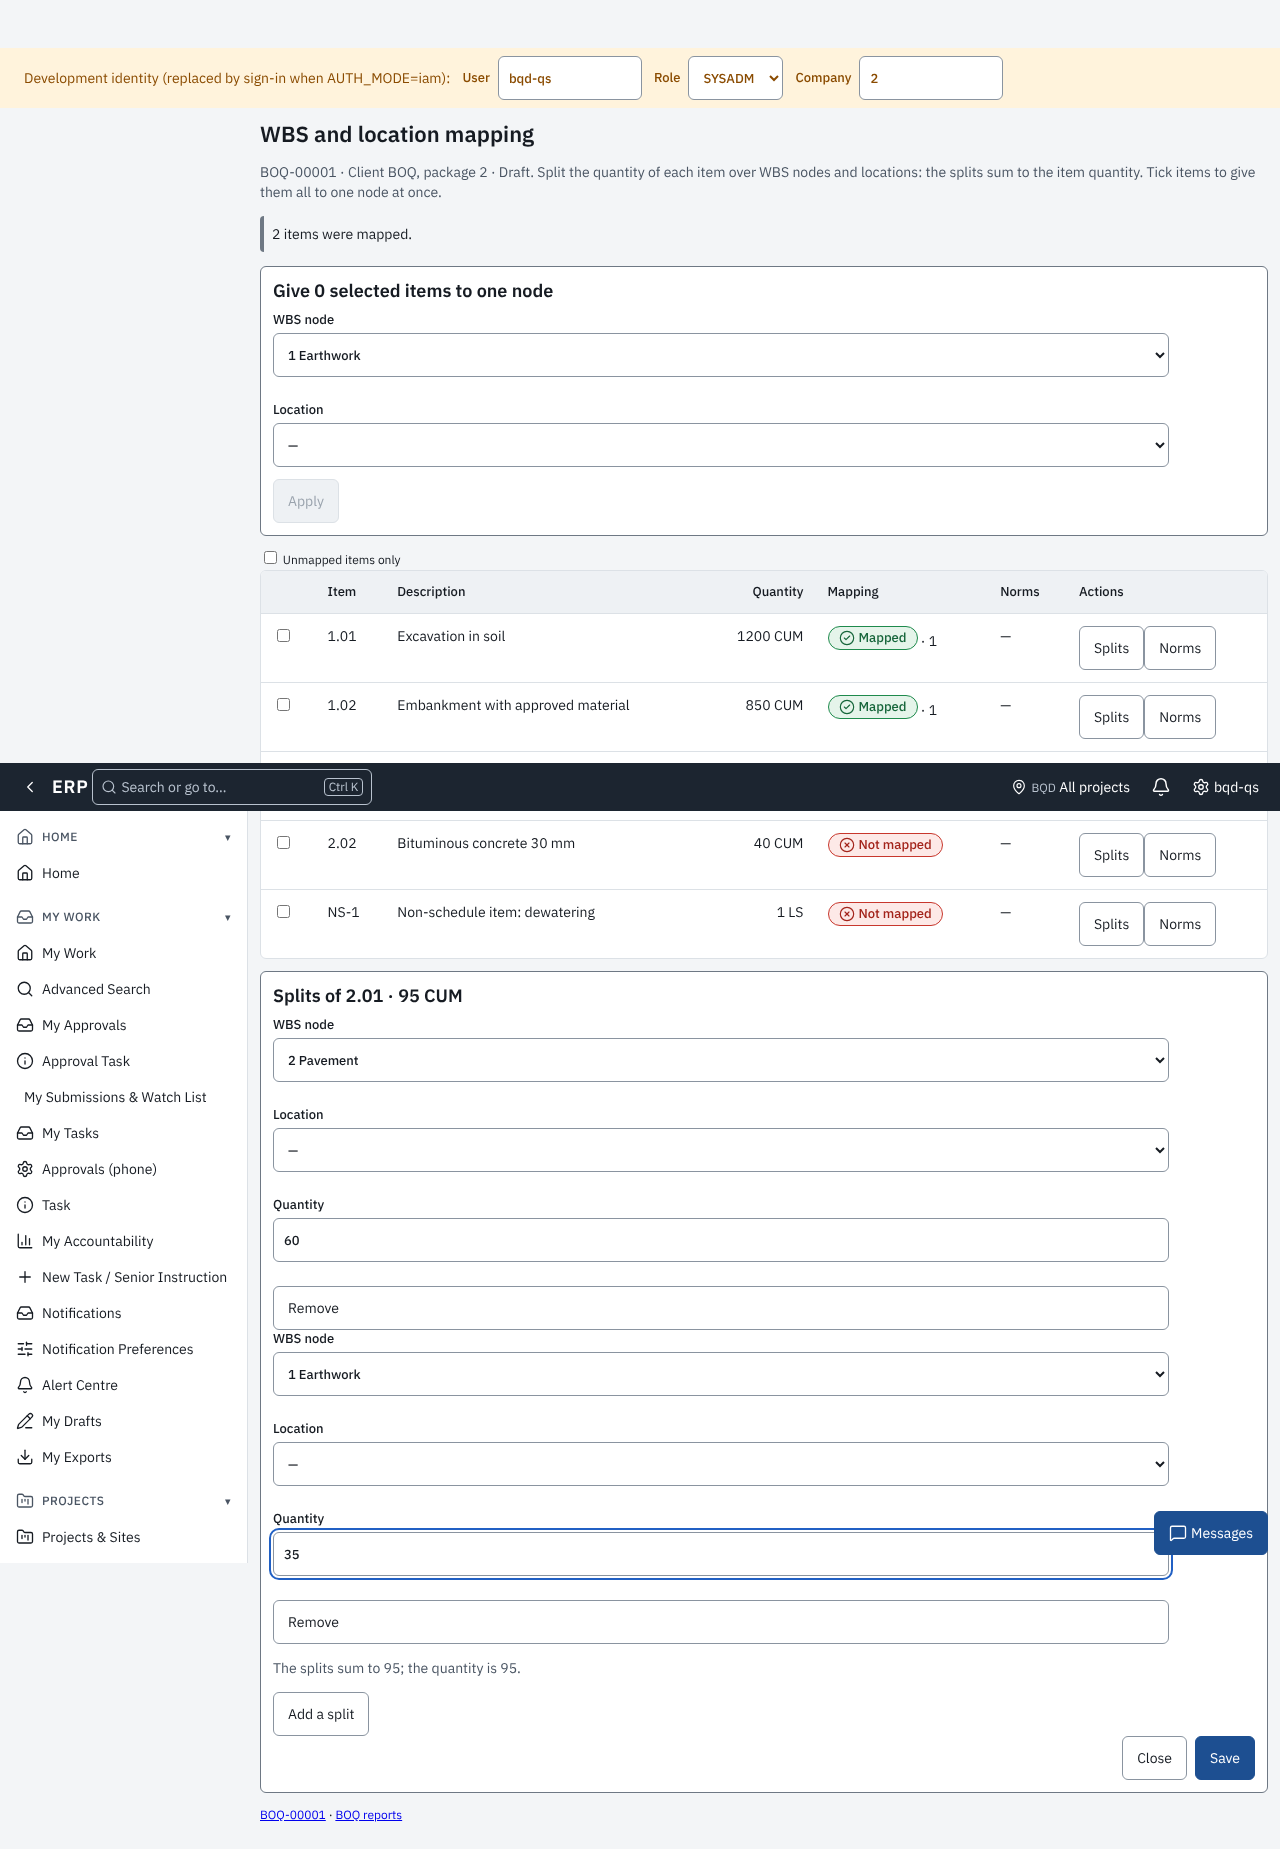 Development identity (replaced by sign-in when AUTH_MODE=iam): User bqd-qs Role SYSADM Company 2
WBS and location mapping
BOQ-00001 · Client BOQ, package 2 · Draft. Split the quantity of each item over WBS nodes and locations: the splits sum to the item quantity. Tick items to give
them all to one node at once.
2 items were mapped.
Give 0 selected items to one node
WBS node
1 Earthwork
Location
—
Apply
Unmapped items only
Item Description Quantity Mapping Norms Actions
1.01 Excavation in soil 1200 CUM Mapped · 1 — Splits Norms
1.02 Embankment with approved material 850 CUM Mapped · 1 — Splits Norms
ERP Search or go to... Ctrl K BQD All projects bqd-qs
2.02 Bituminous concrete 30 mm 40 CUM Not mapped — Splits Norms
NS-1 Non-schedule item: dewatering 1 LS Not mapped — Splits Norms
HOME
Home
MY WORK
My Work
Advanced Search
My Approvals
Approval Task
My Submissions & Watch List
My Tasks
Approvals (phone)
Task
My Accountability
New Task / Senior Instruction
Notifications
Notification Preferences
Alert Centre
My Drafts
My Exports
PROJECTS
Projects & Sites
Splits of 2.01 · 95 CUM
WBS node
2 Pavement
Location
—
Quantity
60
Remove
WBS node
1 Earthwork
Location
—
Quantity
35
Messages
Remove
The splits sum to 95; the quantity is 95.
Add a split
Close Save
BOQ-00001 · BOQ reports